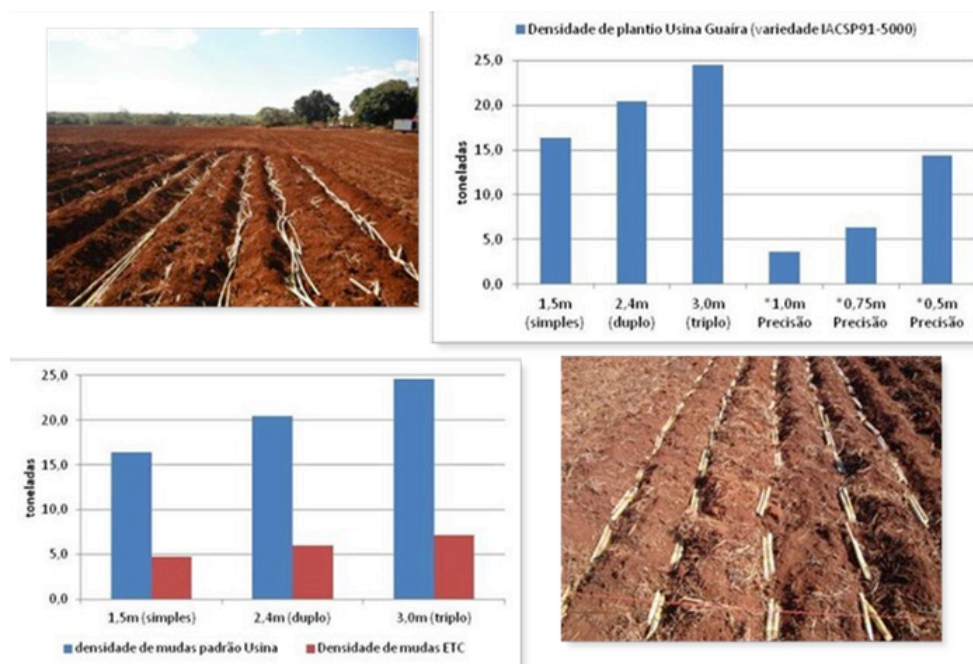 Densidade de plantio Usina Guaíra (variedade IACSP91-5000)
toneladas
25,0
20,0
15,0
10,0
5,0
0,0
1,5m 2,4m 3,0m *1,0m *0,75m *0,5m
(simples) (duplo) (triplo) Precisão Precisão Precisão
toneladas
25,0
20,0
15,0
10,0
5,0
0,0
1,5m (simples) 2,4m (duplo) 3,0m (triplo)
densidade de mudas padrão Usina Densidade de mudas ETC